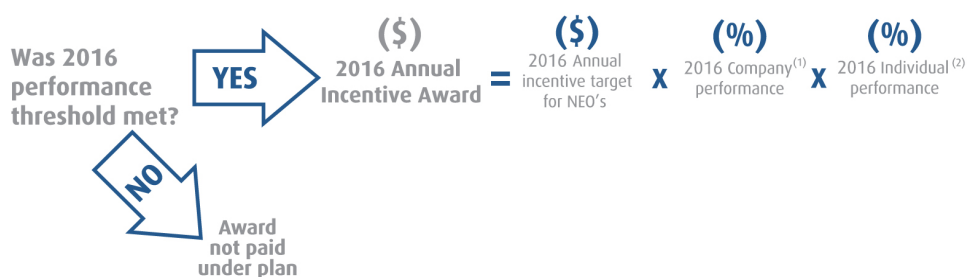 Was 2016
performance
threshold met?
YES
($)
2016 Annual
Incentive Award
=
($)
2016 Annual
incentive target
for NEO's
x
(%)
2016 Company(1)
performance
x
(%)
2016 Individual(2)
performance
NO
Award
not paid
under plan